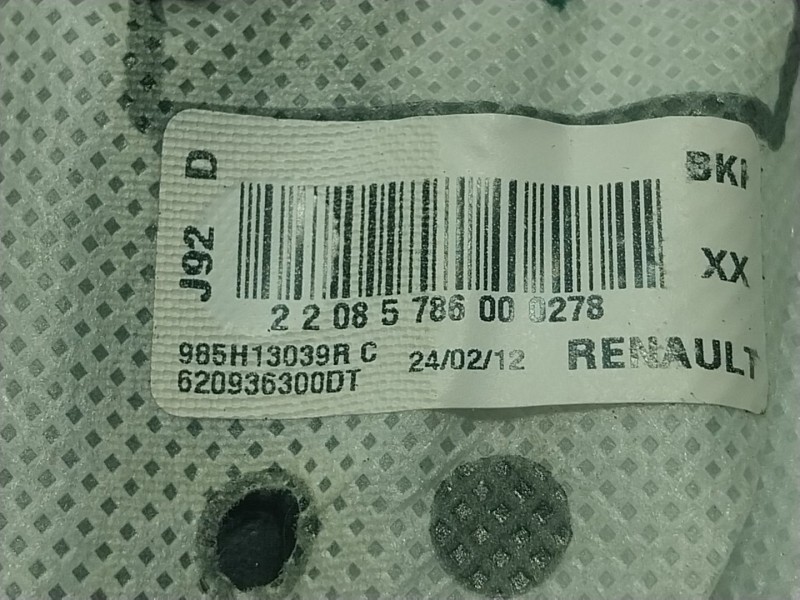 J92 D
BKI
XX
2 2 08 5 786 00 0278
985H13039R C 24/02/12 RENAULT
620936300DT